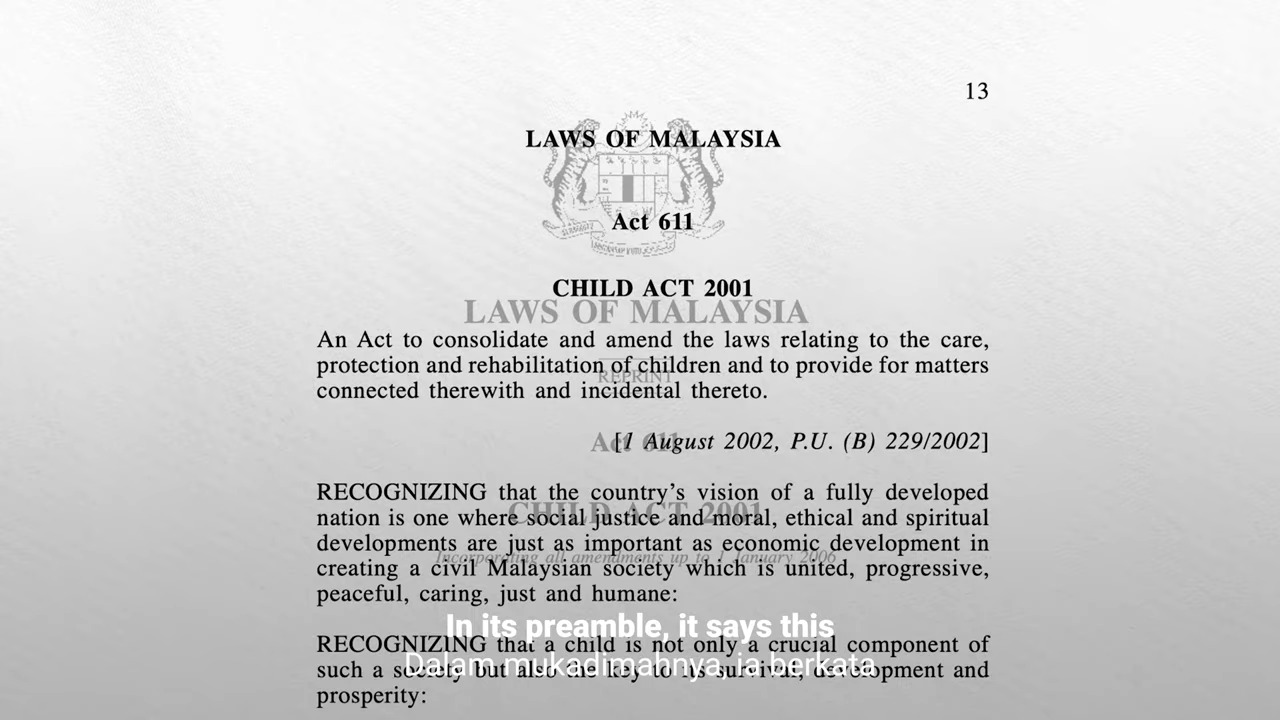 13
LAWS OF MALAYSIA
Act 611
CHILD ACT 2001
LAWS OF MALAYSIA
An Act to consolidate and amend the laws relating to the care,
protection and rehabilitation of children and to provide for matters
REPRINT
connected therewith and incidental thereto.
[1 August 2002, P.U. (B) 229/2002]
Act 611
RECOGNIZING that the country's vision of a fully developed
CHILD ACT 2001
nation is one where social justice and moral, ethical and spiritual
developments are just as important as economic development in
Incorporating all amendments up to 1 January 2006
creating a civil Malaysian society which is united, progressive,
peaceful, caring, just and humane:
In its preamble, it says this
RECOGNIZING that a child is not only a crucial component of
Dalam mukadimahnya, ia berkata
such a society but also the key to its survival, development and
prosperity: